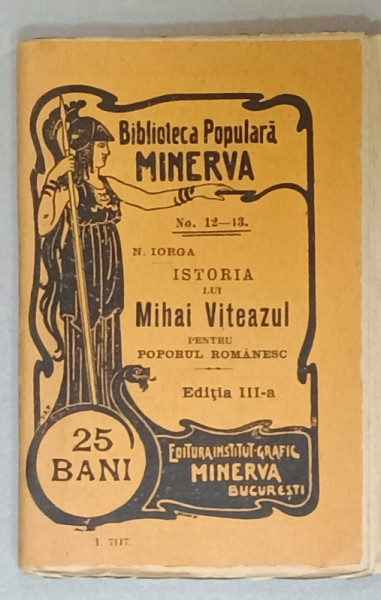 Biblioteca Populară
MINERVA
No. 12—13.
N. IORGA
ISTORIA
LUI
Mihai Viteazul
PENTRU
POPORUL ROMÂNESC
Ediţia III-a
25
BANI
EDITURA INSTITUT-GRAFIC
MINERVA
BUCUREŞTI
1. 7117